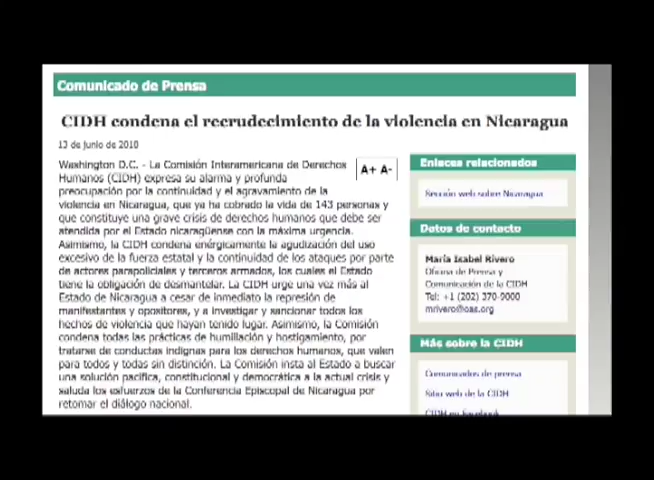 Comunicado de Prensa
CIDH condena el recrudecimiento de la violencia en Nicaragua
13 de junio de 2018
Washington D.C. - La Comisión Interamericana de Derechos
Humanos (CIDH) expresa su alarma y profunda
preocupación por la continuidad y el agravamiento de la
violencia en Nicaragua, que ya ha cobrado la vida de 143 personas y
que constituye una grave crisis de derechos humanos que debe ser
atendida por el Estado nicaragüense con la máxima urgencia.
Asimismo, la CIDH condena enérgicamente la agudización del uso
excesivo de la fuerza estatal y la continuidad de los ataques por parte
de actores parapoliciales y terceros armados, los cuales el Estado
tiene la obligación de desmantelar. La CIDH urge una vez más al
Estado de Nicaragua a cesar de inmediato la represión de
manifestantes y opositores, y a investigar y sancionar todos los
hechos de violencia que hayan tenido lugar. Asimismo, la Comisión
condena todas las prácticas de humillación y hostigamiento, por
tratarse de conductas indignas para los derechos humanos, que valen
para todos y todas sin distinción. La Comisión insta al Estado a buscar
una solución pacífica, constitucional y democrática a la actual crisis y
saluda los esfuerzos de la Conferencia Episcopal de Nicaragua por
retomar el diálogo nacional.
A+ A-
Enlaces relacionados
Sección web sobre Nicaragua
Datos de contacto
María Isabel Rivero
Oficina de Prensa y
Comunicación de la CIDH
Tel: +1 (202) 370-9000
mrivero@oas.org
Más sobre la CIDH
Comunicados de prensa
Sitio web de la CIDH
CIDH en Facebook